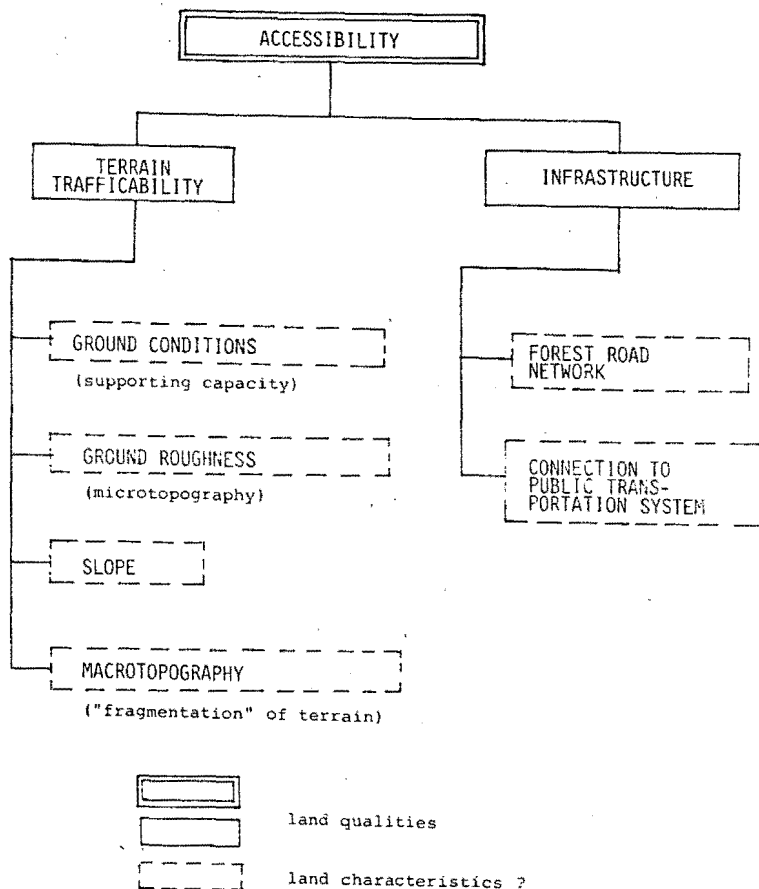 ACCESSIBILITY
TERRAIN
TRAFFICABILITY
INFRASTRUCTURE
GROUND CONDITIONS
(supporting capacity)
GROUND ROUGHNESS
(microtopography)
SLOPE
MACROTOPOGRAPHY
("fragmentation" of terrain)
FOREST ROAD
NETWORK
CONNECTION TO
PUBLIC TRANS-
PORTATION SYSTEM
land qualities
land characteristics ?